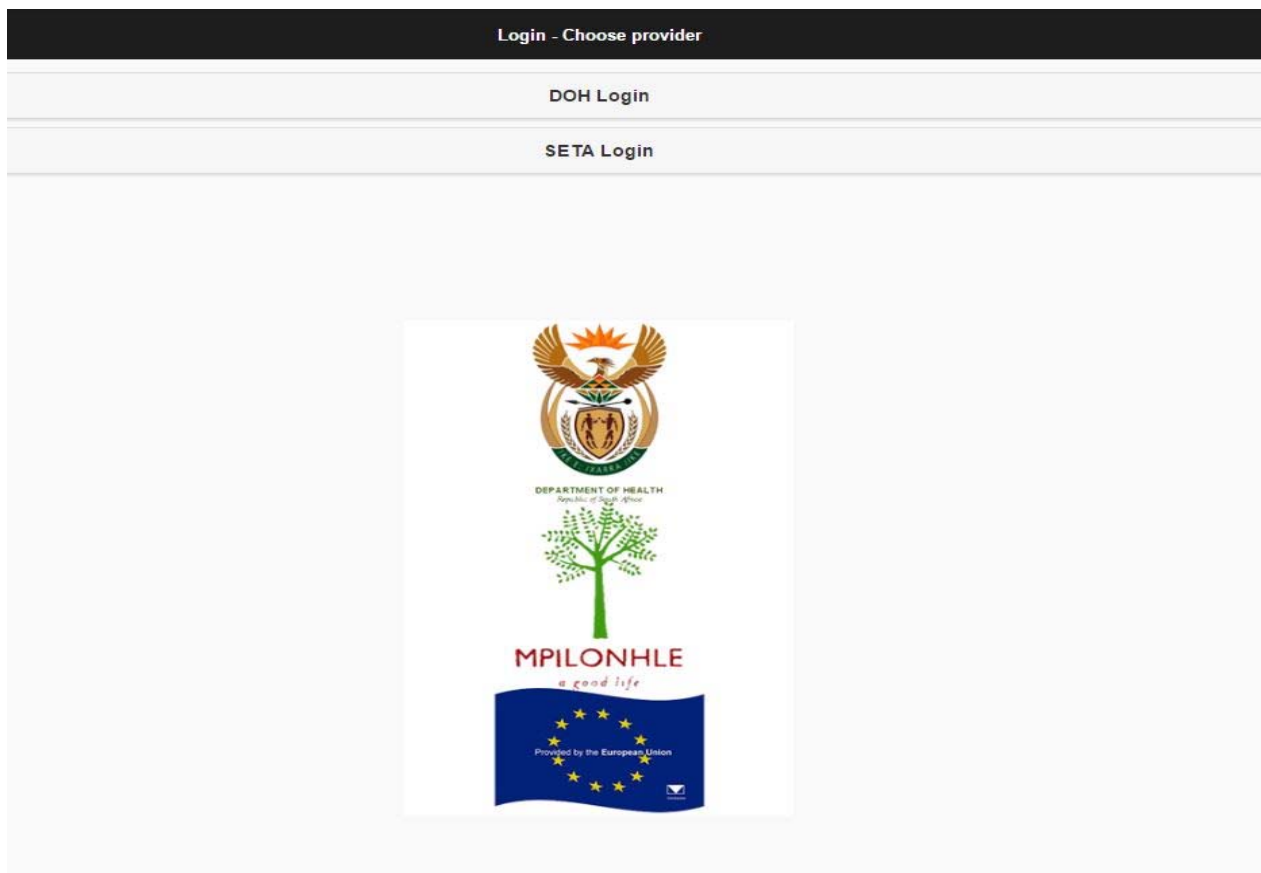 Login - Choose provider
DOH Login
SETA Login
DEPARTMENT OF HEALTH
Republic of South Africa
MPILONHLE
a good life
Provided by the European Union